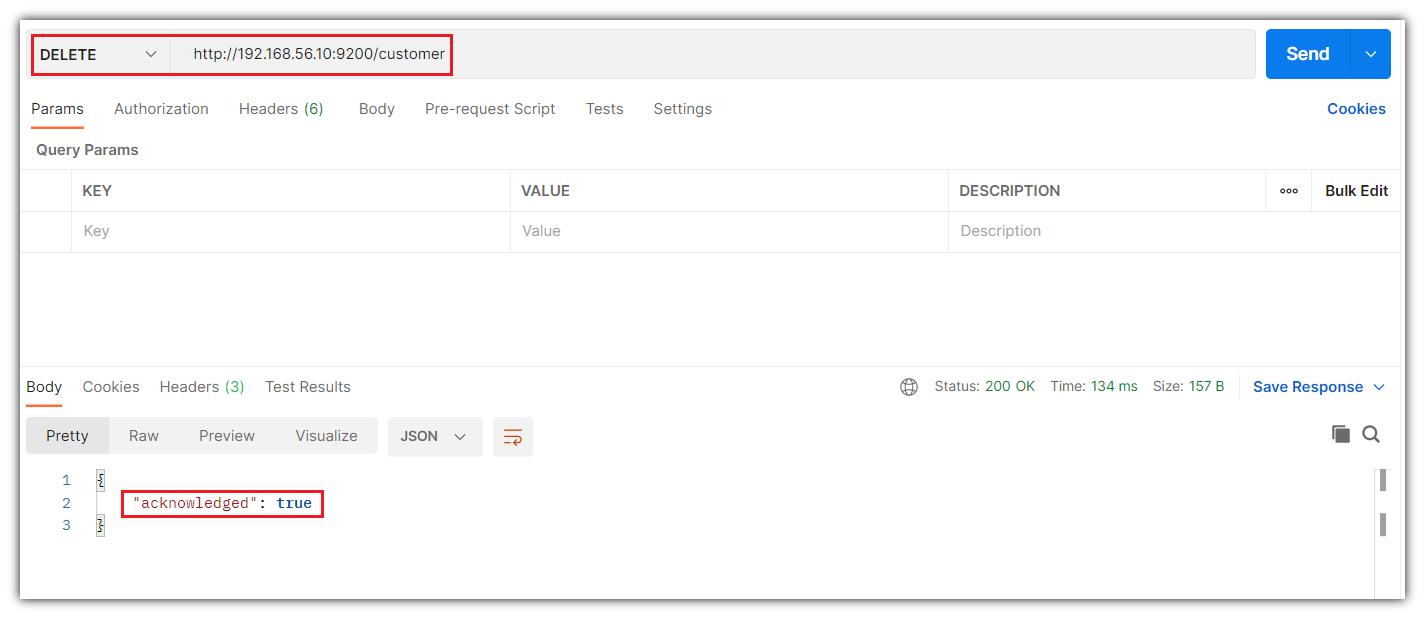 DELETE http://192.168.56.10:9200/customer Send
Params Authorization Headers (6) Body Pre-request Script Tests Settings Cookies
Query Params
KEY VALUE DESCRIPTION ooo Bulk Edit
Key Value Description
Body Cookies Headers (3) Test Results Status: 200 OK Time: 134 ms Size: 157 B Save Response
Pretty Raw Preview Visualize JSON
1 {
2 "acknowledged": true
3 }